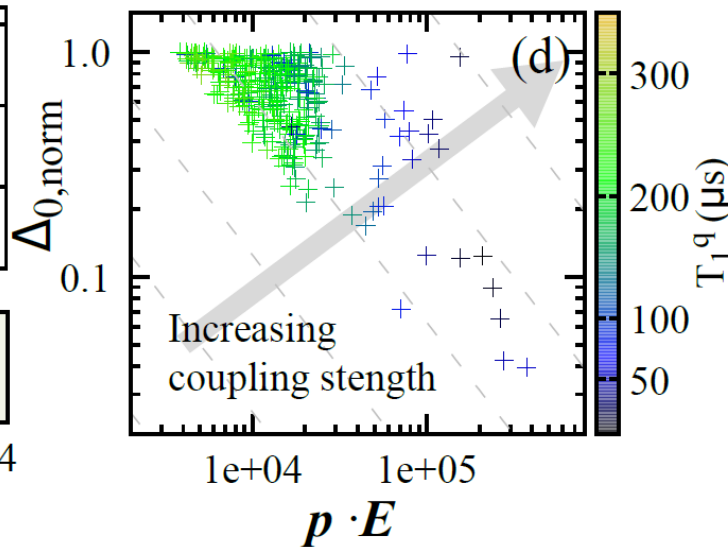 (d)
1.0
0.1
Δ0,norm
Increasing
coupling stength
1e+04
1e+05
p · E
300
200
100
50
T1q (μs)
4